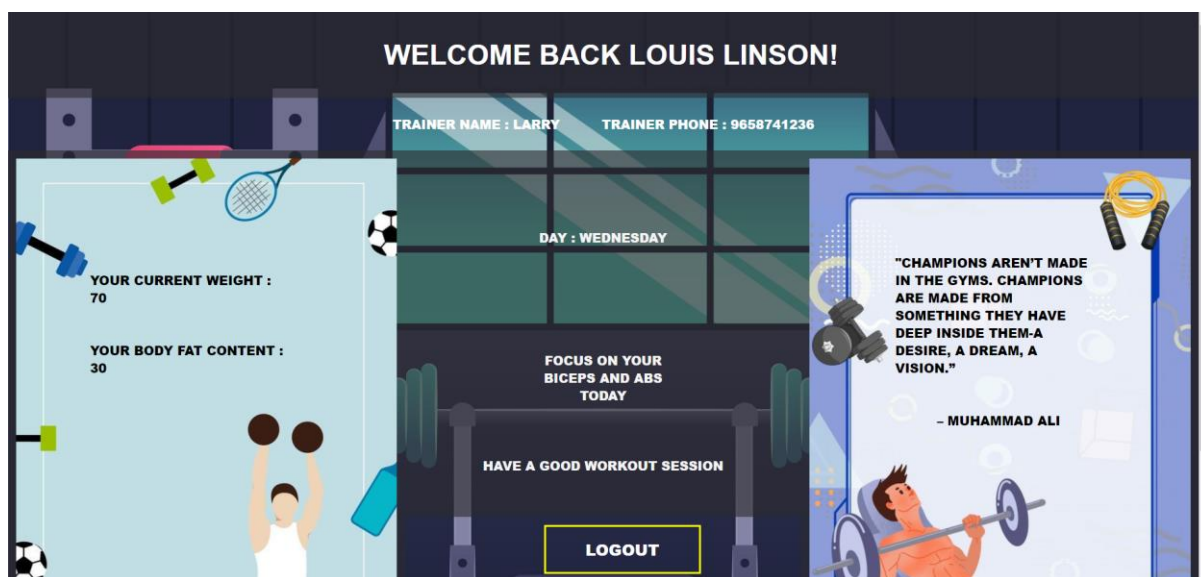 WELCOME BACK LOUIS LINSON!
TRAINER NAME : LARRY
TRAINER PHONE : 9658741236
DAY : WEDNESDAY
YOUR CURRENT WEIGHT :
70
YOUR BODY FAT CONTENT :
30
FOCUS ON YOUR
BICEPS AND ABS
TODAY
HAVE A GOOD WORKOUT SESSION
LOGOUT
"CHAMPIONS AREN'T MADE
IN THE GYMS. CHAMPIONS
ARE MADE FROM
SOMETHING THEY HAVE
DEEP INSIDE THEM-A
DESIRE, A DREAM, A
VISION.”
– MUHAMMAD ALI